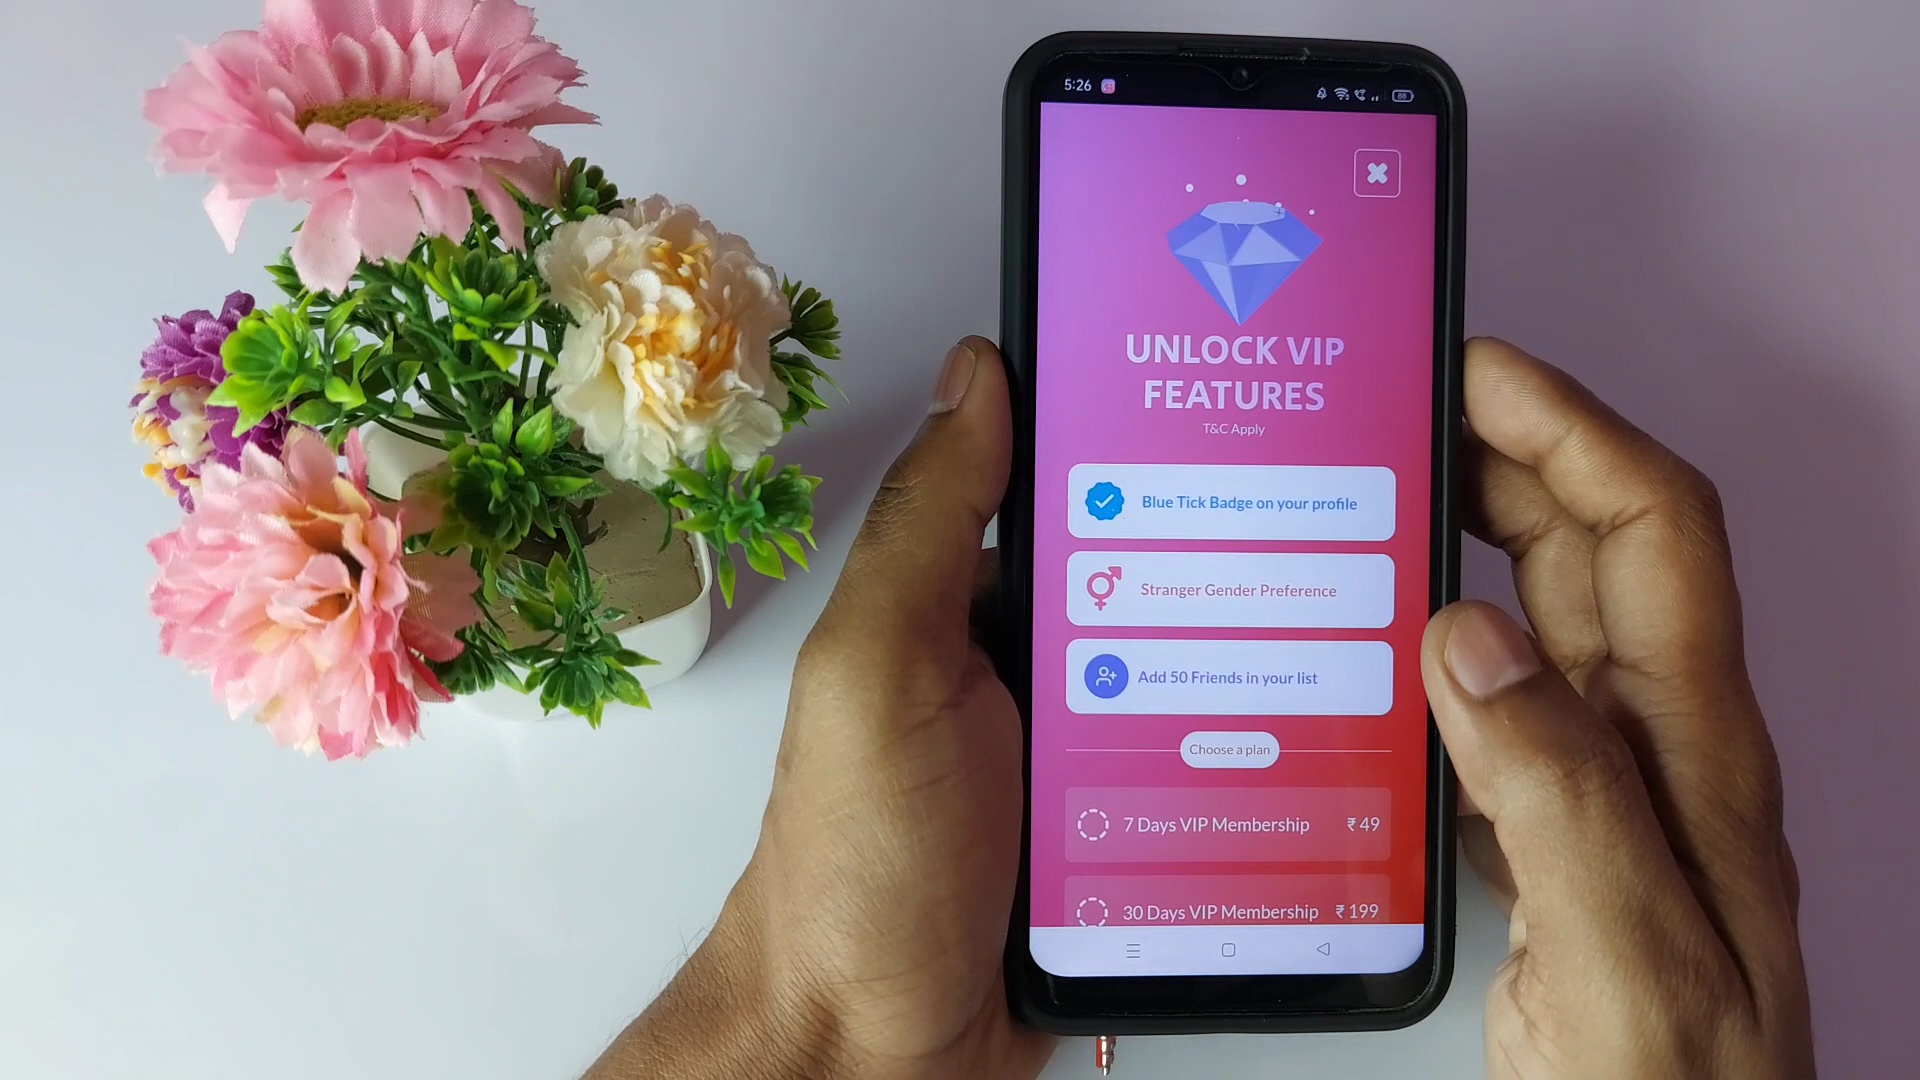 5:26
88
UNLOCK VIP
FEATURES
T&C Apply
Blue Tick Badge on your profile
Stranger Gender Preference
Add 50 Friends in your list
Choose a plan
7 Days VIP Membership ₹ 49
30 Days VIP Membership ₹ 199